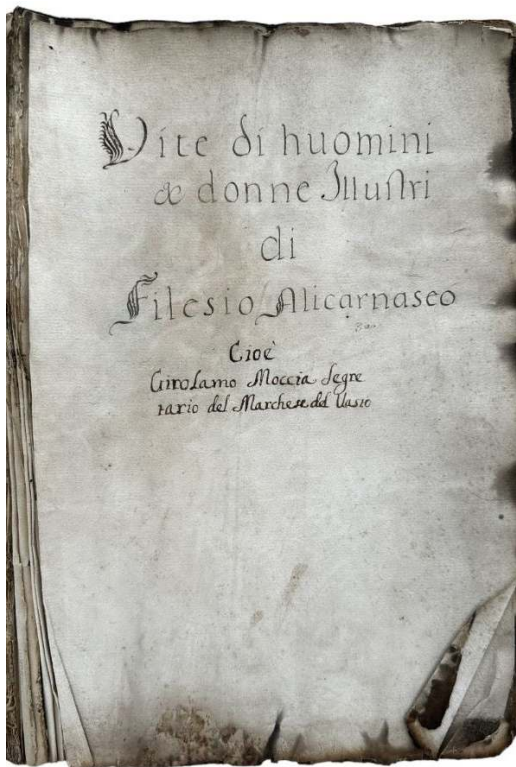 Vite di huomini
& donne Illustri
di
Filesio Alicarnaseo
Cioè
Girolamo Moccia Segre
tario del Marchese del Vasto